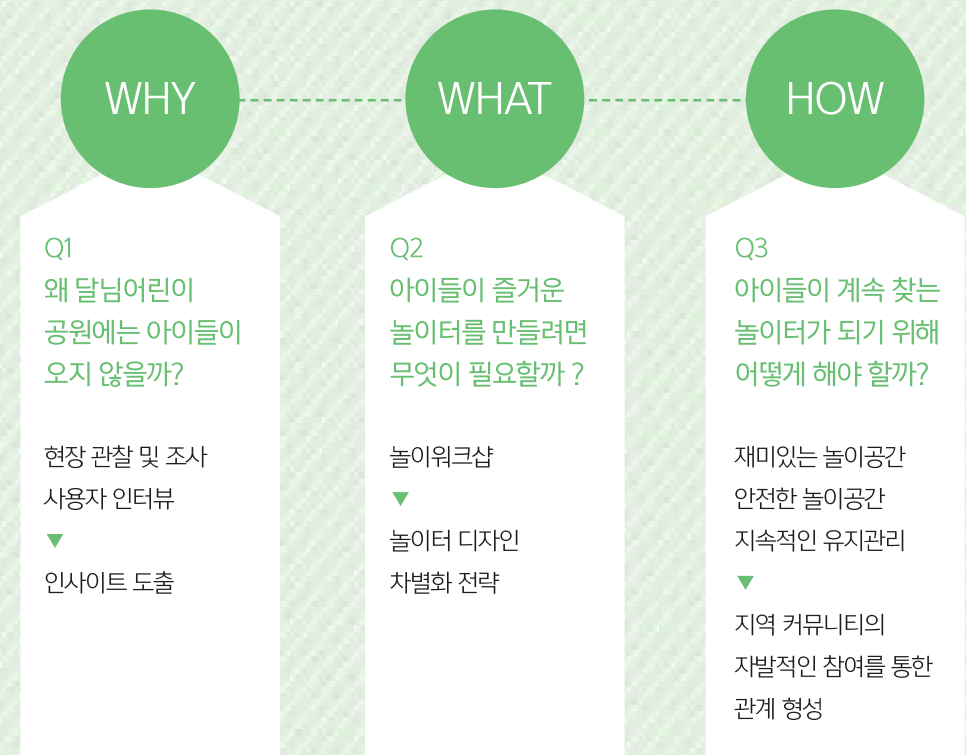 WHY
Q1
왜 달님어린이
공원에는 아이들이
오지 않을까?
현장 관찰 및 조사
사용자 인터뷰
▼
인사이트 도출
WHAT
Q2
아이들이 즐거운
놀이터를 만들려면
무엇이 필요할까 ?
놀이워크샵
▼
놀이터 디자인
차별화 전략
HOW
Q3
아이들이 계속 찾는
놀이터가 되기 위해
어떻게 해야 할까?
재미있는 놀이공간
안전한 놀이공간
지속적인 유지관리
▼
지역 커뮤니티의
자발적인 참여를 통한
관계 형성